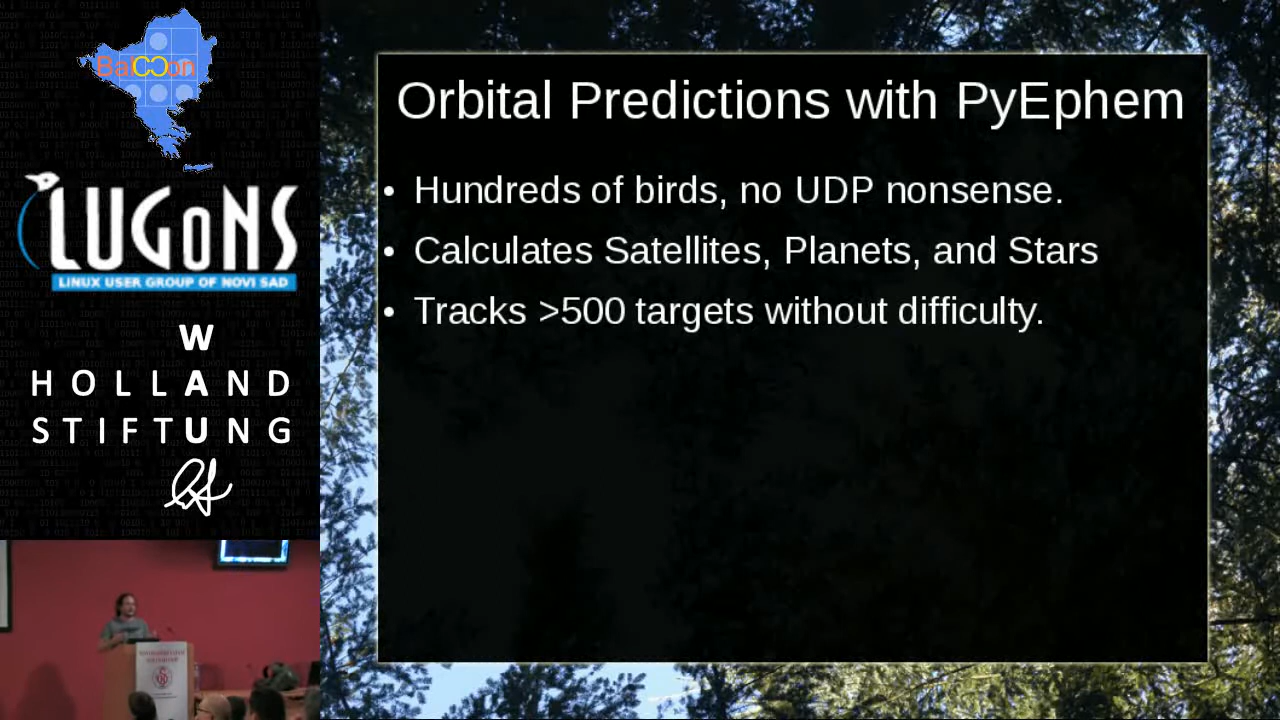 BalCCon
LUGoNS
LINUX USER GROUP OF NOVI SAD
W
HOLLAND
STIFTUNG
Orbital Predictions with PyEphem
• Hundreds of birds, no UDP nonsense.
• Calculates Satellites, Planets, and Stars
• Tracks >500 targets without difficulty.